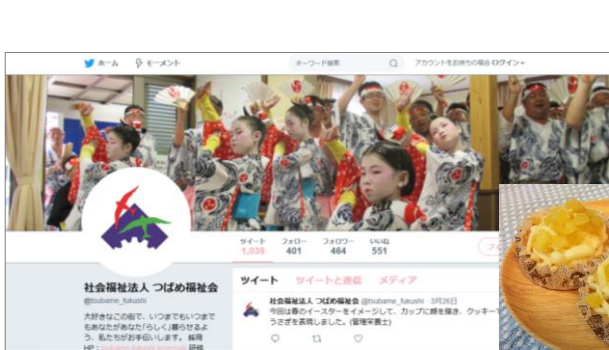 ホーム モーメント キーワード検索 アカウントをお持ちの場合 ログイン
ツイート フォロー フォロワー いいね
1,039 401 464 551
社会福祉法人 つばめ福祉会
@tsubame_fukushi
大好きなこの街で、いつまでもいつまで
もあなたがあなた「らしく」暮らせるよ
う、私たちがお手伝いします。 採用
HP：
研修
ツイート ツイートと返信 メディア
社会福祉法人 つばめ福祉会 @tsubame_fukushi · 3月26日
今回は春のイースターをイメージして、カップに顔を描き、クッキーで
うさぎを表現しました。(管理栄養士)